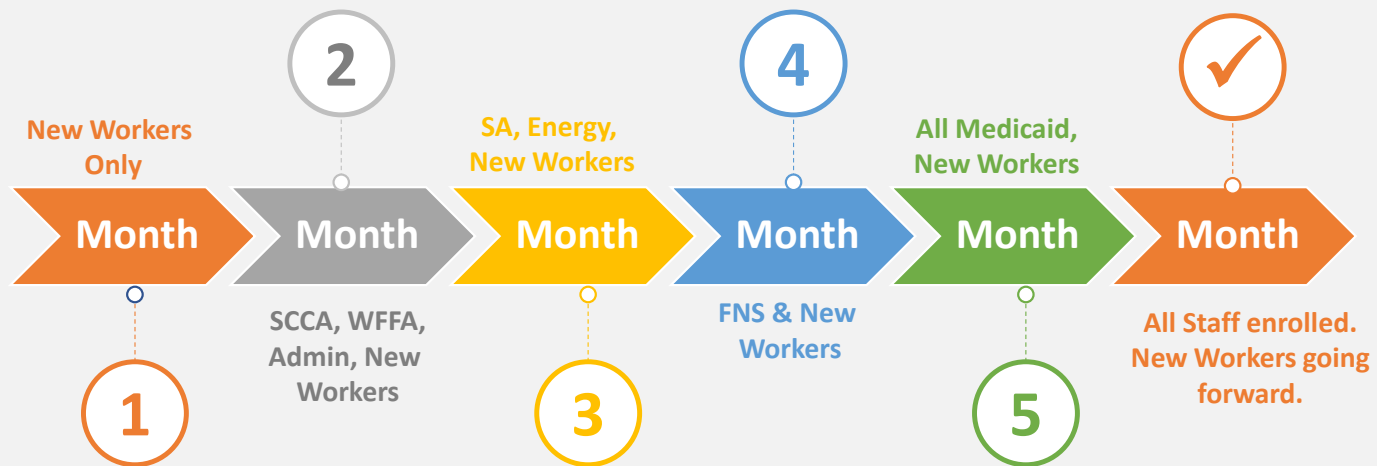 New Workers
Only
Month
1
2
Month
SCCA, WFFA,
Admin, New
Workers
SA, Energy,
New Workers
Month
3
4
Month
FNS & New
Workers
All Medicaid,
New Workers
Month
5
Month
All Staff enrolled.
New Workers going
forward.